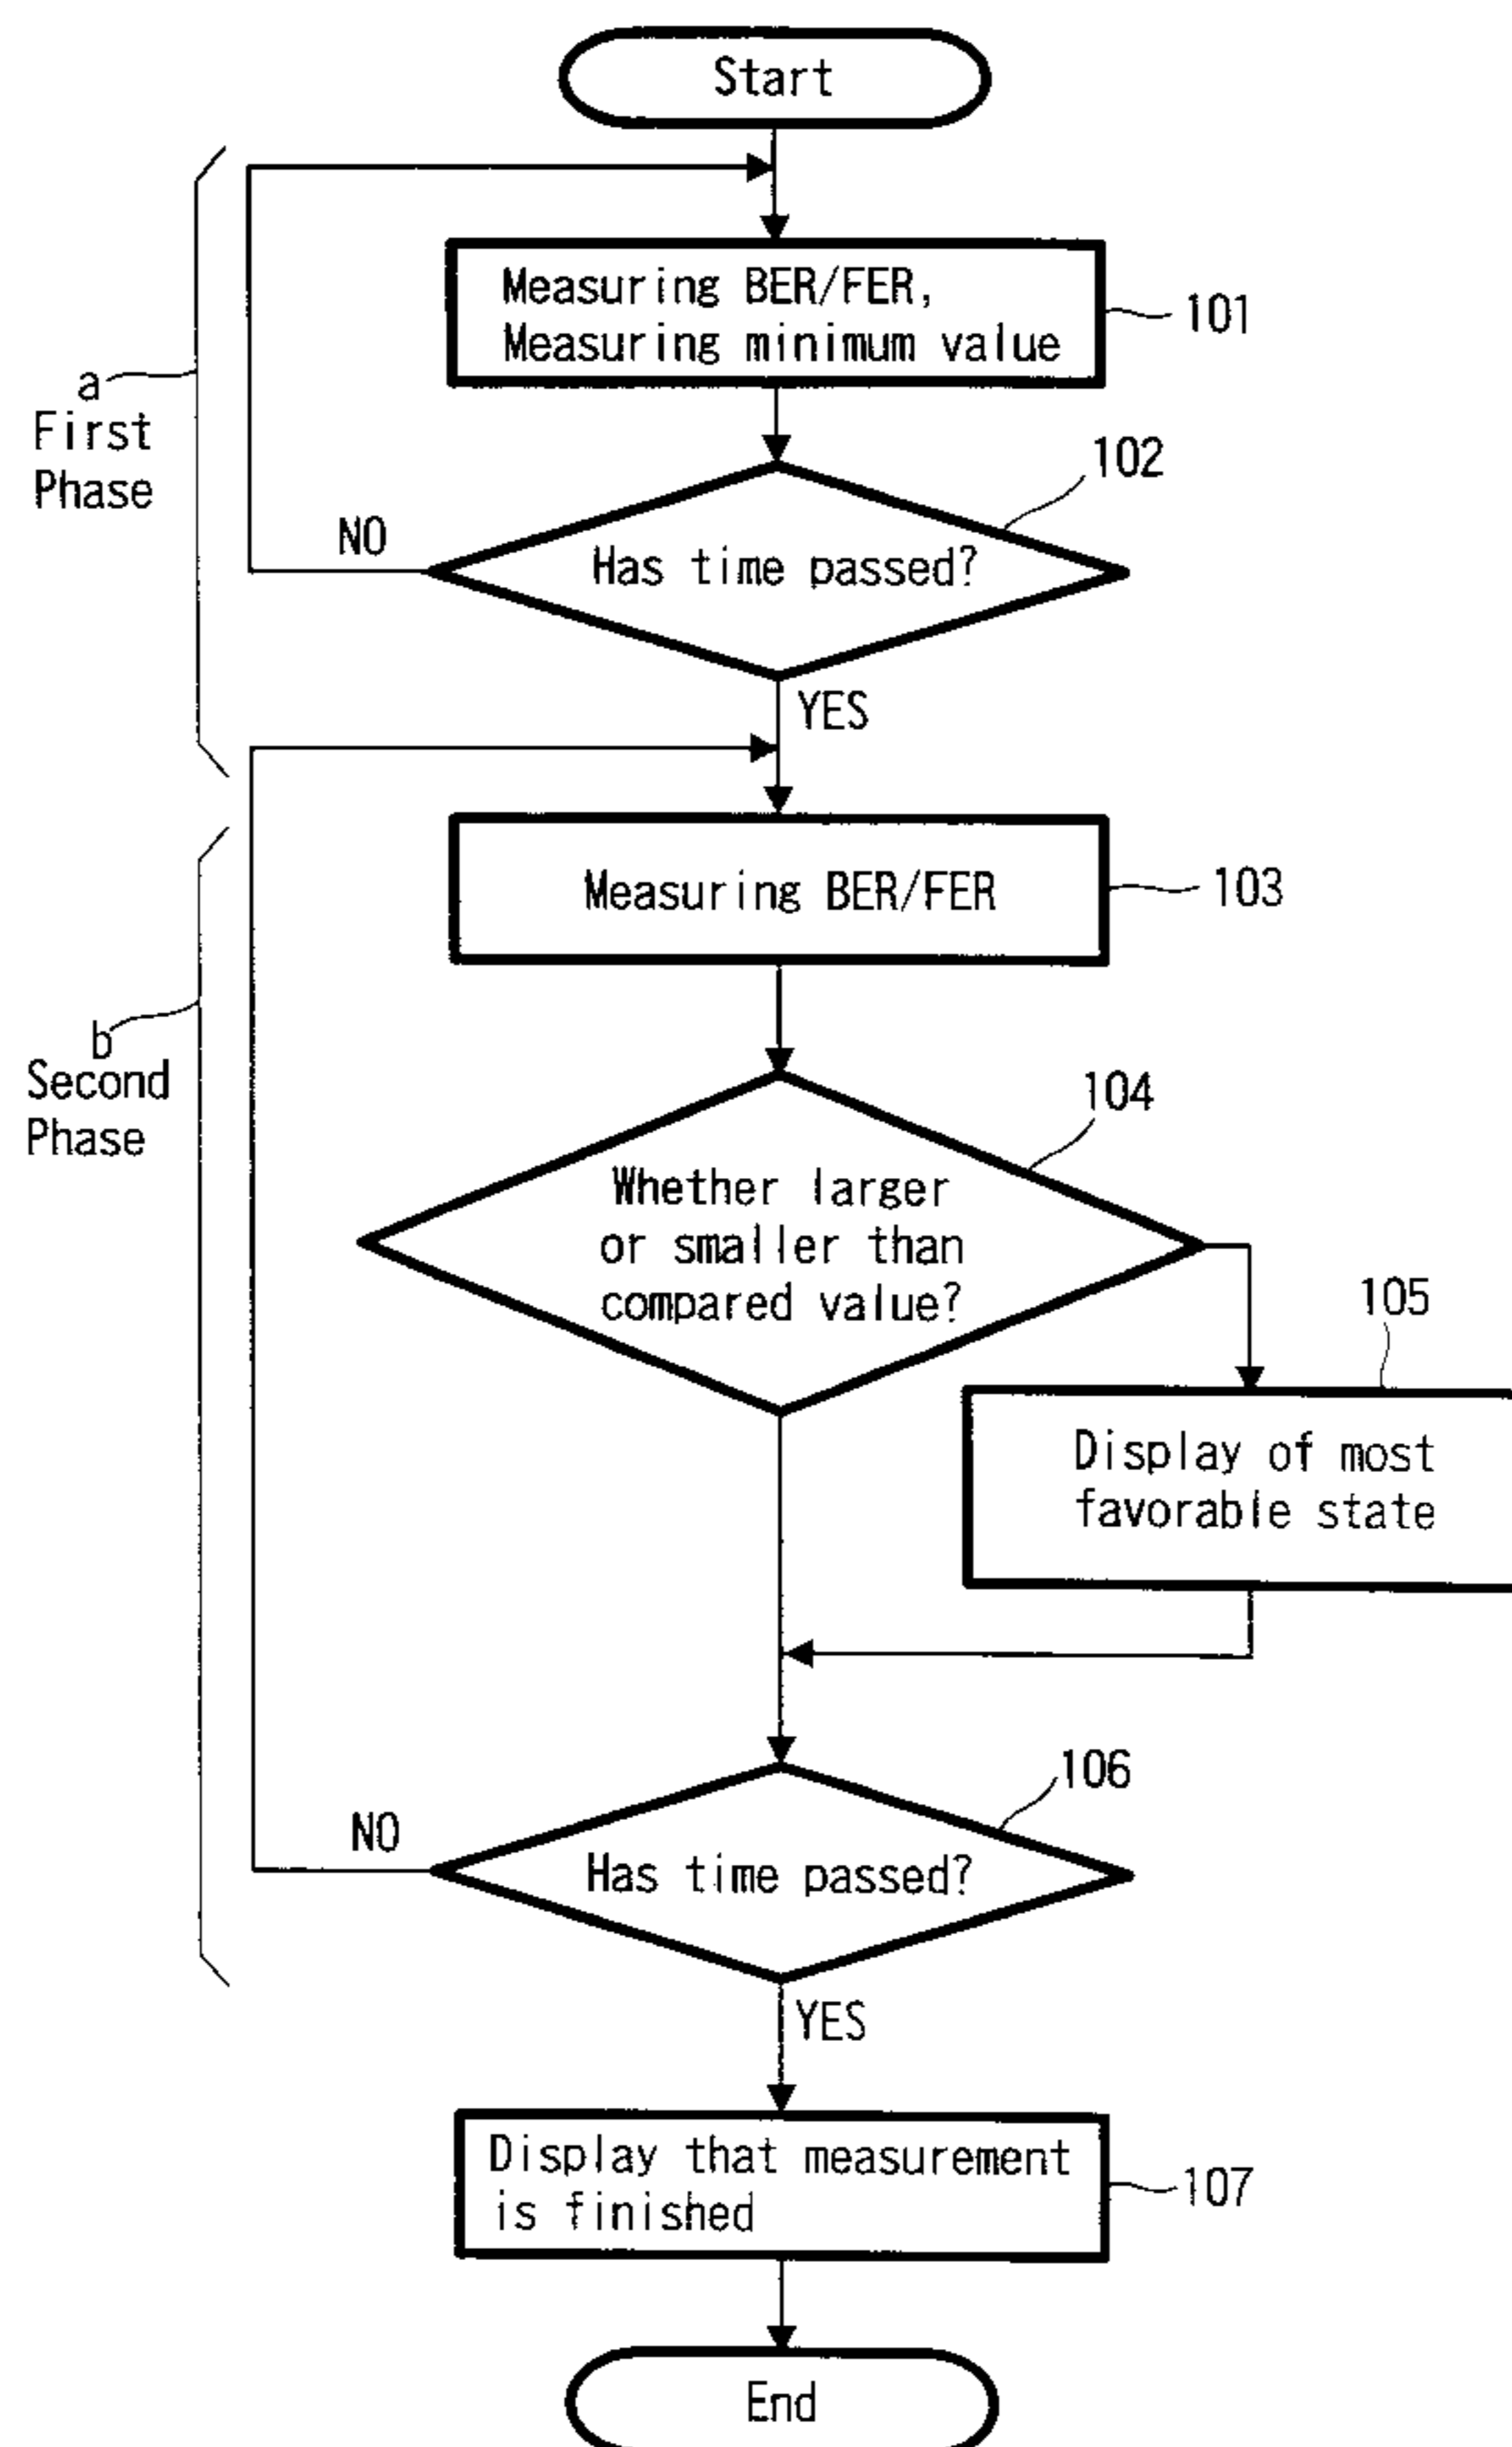 Start
Measuring BER/FER,
Measuring minimum value
101
a
First
Phase
102
Has time passed?
NO
YES
Measuring BER/FER
103
b
Second
Phase
104
Whether larger
or smaller than
compared value?
105
Display of most
favorable state
106
Has time passed?
NO
YES
Display that measurement
is finished
107
End